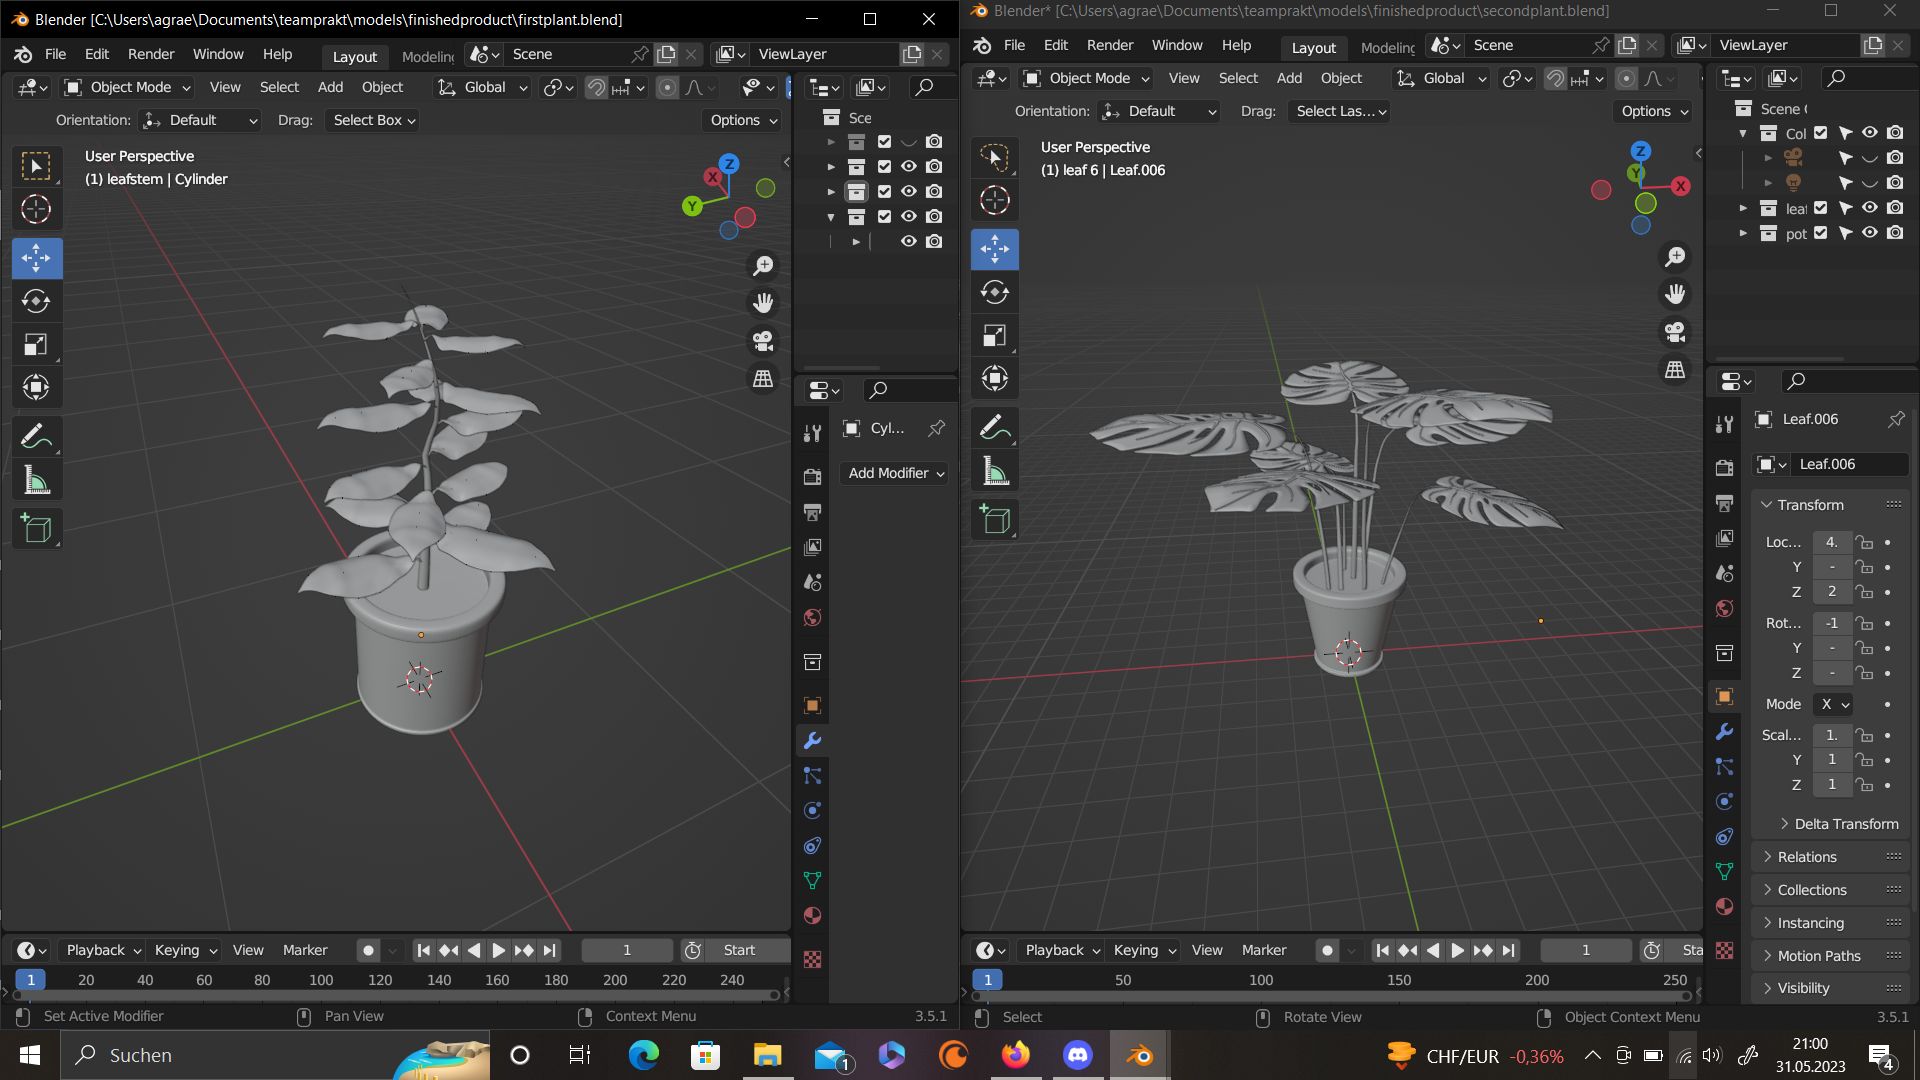 Blender [C:\Users\agrae\Documents\teamprakt\models\finishedproduct\firstplant.blend]
File Edit Render Window Help Layout Modeling Scene ViewLayer
Object Mode View Select Add Object Global
Orientation: Default Drag: Select Box Options
User Perspective
(1) leafstem | Cylinder
Z
X
Y
Sce
Cyl...
Add Modifier
Playback Keying View Marker 1 Start
1 20 40 60 80 100 120 140 160 180 200 220 240
Set Active Modifier Pan View Context Menu 3.5.1
Blender* [C:\Users\agrae\Documents\teamprakt\models\finishedproduct\secondplant.blend]
File Edit Render Window Help Layout Modeling Scene ViewLayer
Object Mode View Select Add Object Global
Orientation: Default Drag: Select Las... Options
User Perspective
(1) leaf 6 | Leaf.006
Z
Y
X
Scene
Col
leaf
pot
Leaf.006
Leaf.006
Transform
Loc... 4.
Y -
Z 2
Rot... -1
Y -
Z -
Mode X
Scal... 1.
Y 1
Z 1
Delta Transform
Relations
Collections
Instancing
Motion Paths
Visibility
Playback Keying View Marker 1 Sta
1 50 100 150 200 250
Select Rotate View Object Context Menu 3.5.1
Suchen 1 CHF/EUR -0,36% 21:00
31.05.2023 4